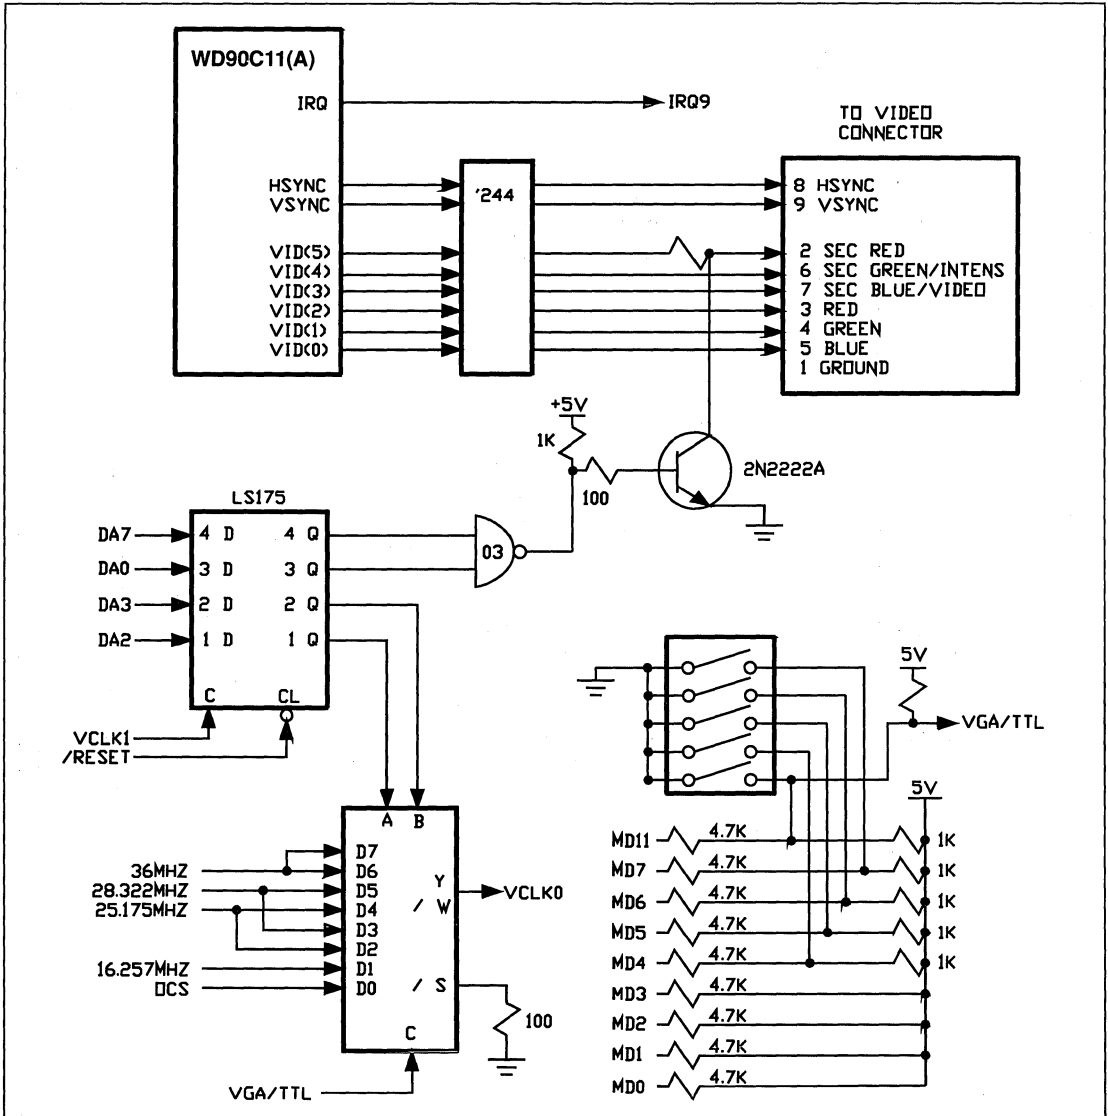 WD90C11(A)
IRQ
IRQ9
TO VIDEO
CONNECTOR
HSYNC
VSYNC
'244
8 HSYNC
9 VSYNC
VID(5)
VID(4)
VID(3)
VID(2)
VID(1)
VID(0)
2 SEC RED
6 SEC GREEN/INTENS
7 SEC BLUE/VIDEO
3 RED
4 GREEN
5 BLUE
1 GROUND
+5V
1K
100
2N2222A
LS175
DA7
DA0
DA3
DA2
4 D 4 Q
3 D 3 Q
2 D 2 Q
1 D 1 Q
C CL
03
VCLK1
/RESET
5V
VGA/TTL
A B
36MHZ
28.322MHZ
25.175MHZ
16.257MHZ
OCS
D7
D6
D5
D4
D3
D2
D1
D0
Y
/ W
/ S
C
VCLK0
100
VGA/TTL
5V
MD11 4.7K 1K
MD7 4.7K 1K
MD6 4.7K 1K
MD5 4.7K 1K
MD4 4.7K 1K
MD3 4.7K
MD2 4.7K
MD1 4.7K
MD0 4.7K